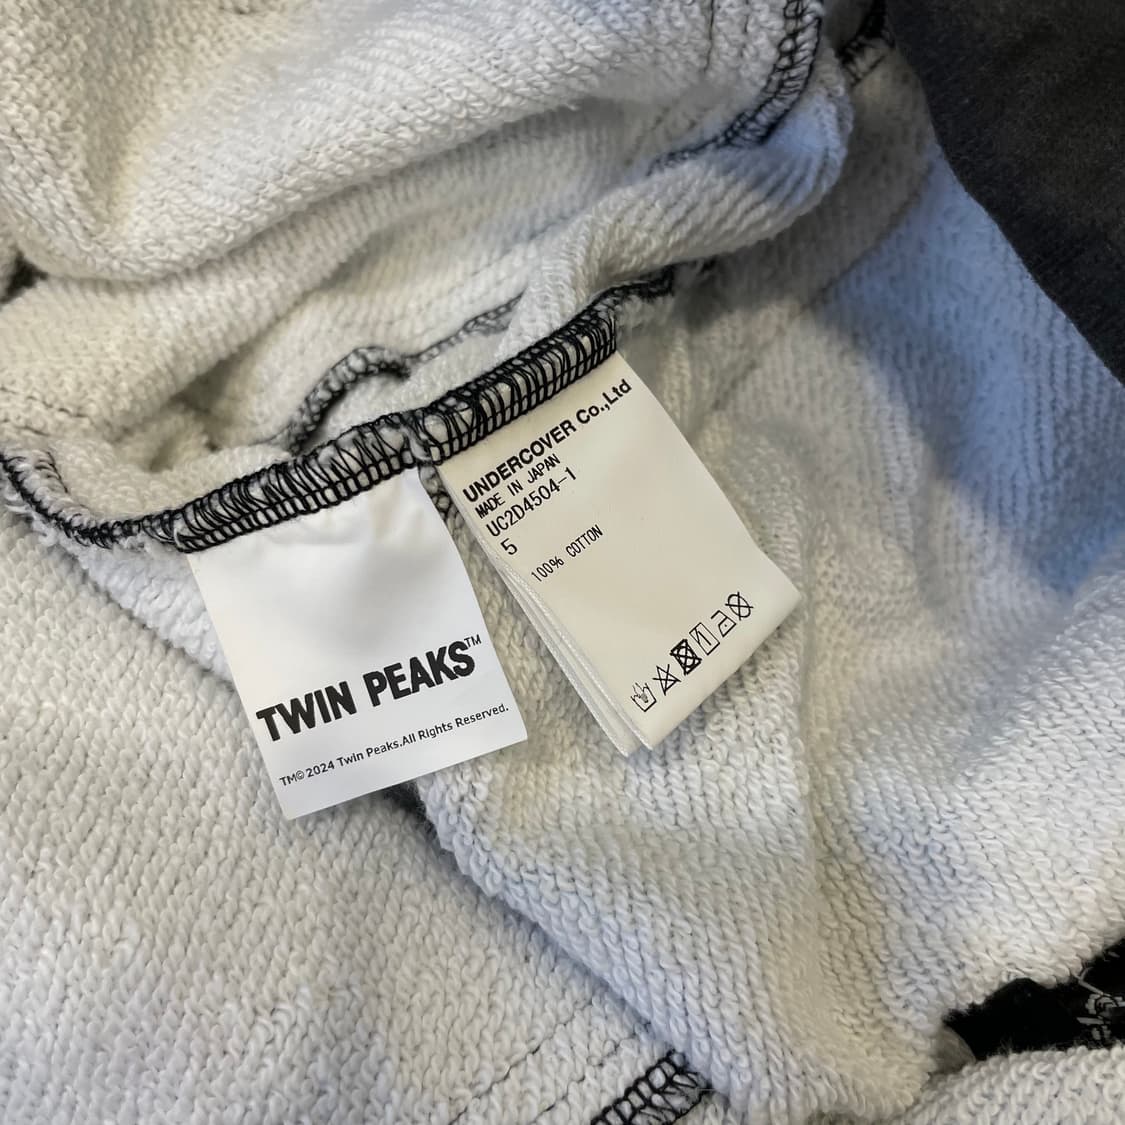 TWIN PEAKS™
TM© 2024 Twin Peaks.All Rights Reserved.
UNDERCOVER Co.,Ltd
MADE IN JAPAN
UC2D4504-1
5
100% COTTON